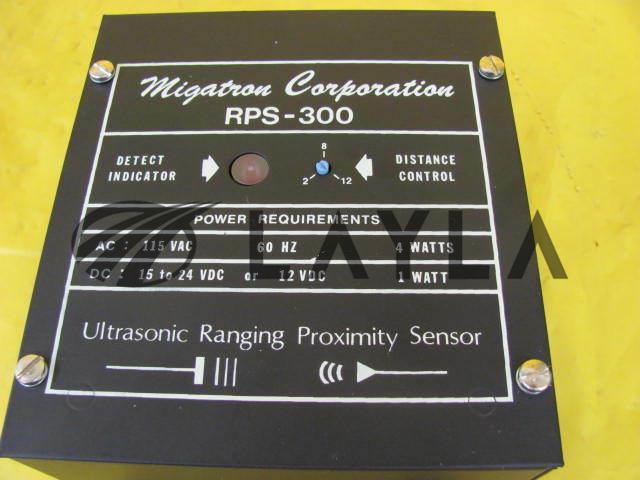 Migatron Corporation
RPS-300
DETECT INDICATOR
8
2
12
DISTANCE CONTROL
POWER REQUIREMENTS
AC: 115 VAC 60 HZ 4 WATTS
DC: 15 to 24 VDC or 12 VDC 1 WATT
LAYLA
Ultrasonic Ranging Proximity Sensor